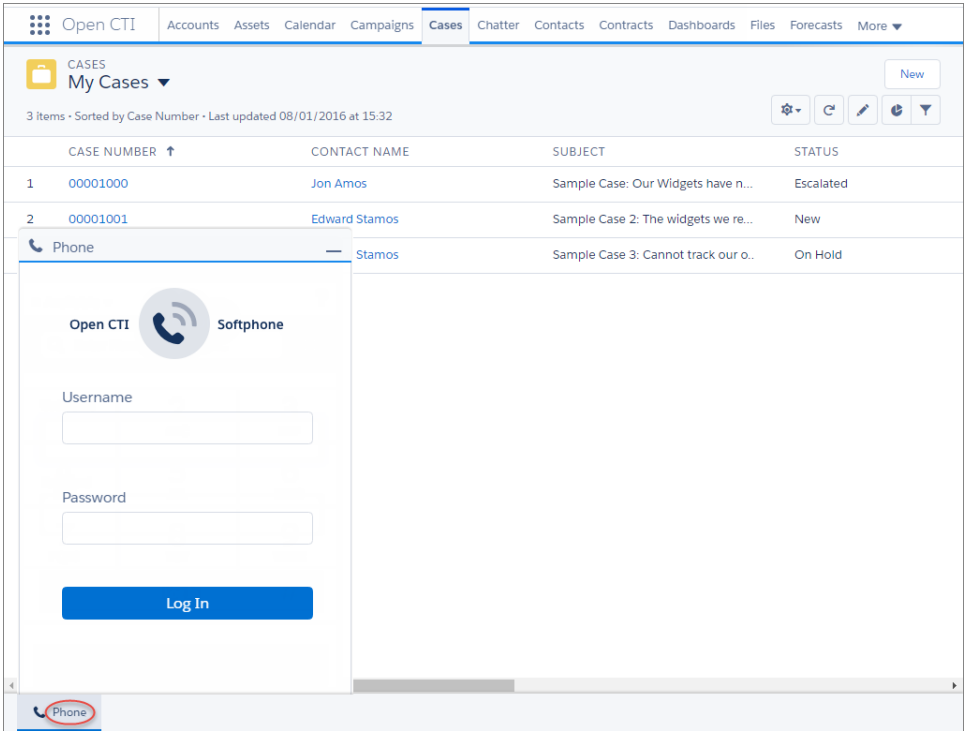 Open CTI Accounts Assets Calendar Campaigns Cases Chatter Contacts Contracts Dashboards Files Forecasts More
CASES
My Cases
New
3 items • Sorted by Case Number • Last updated 08/01/2016 at 15:32
CASE NUMBER CONTACT NAME SUBJECT STATUS
1 00001000 Jon Amos Sample Case: Our Widgets have n... Escalated
2 00001001 Edward Stamos Sample Case 2: The widgets we re... New
Stamos Sample Case 3: Cannot track our o.. On Hold
Phone
Open CTI Softphone
Username
Password
Log In
Phone